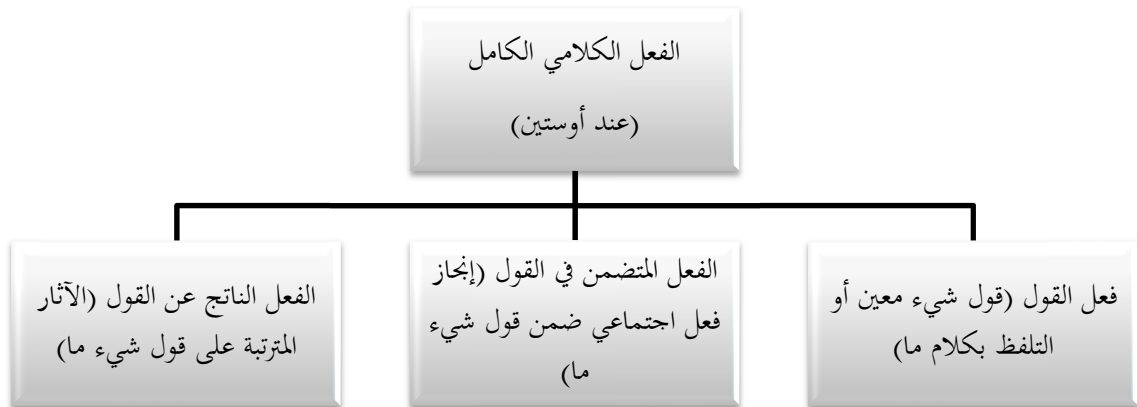 الفعل الكلامي الكامل
(عند أوستين)
فعل القول (قول شيء معين أو
التلفظ بكلام ما)
الفعل المتضمن في القول (إنجاز
فعل اجتماعي ضمن قول شيء
ما)
الفعل الناتج عن القول (الآثار
المترتبة على قول شيء ما)